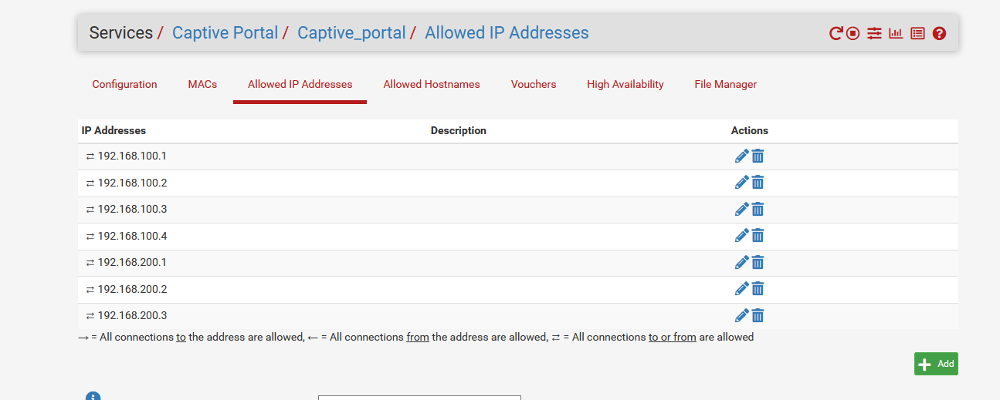 Services / Captive Portal / Captive_portal / Allowed IP Addresses
Configuration MACs Allowed IP Addresses Allowed Hostnames Vouchers High Availability File Manager
IP Addresses Description Actions
⇄ 192.168.100.1
⇄ 192.168.100.2
⇄ 192.168.100.3
⇄ 192.168.100.4
⇄ 192.168.200.1
⇄ 192.168.200.2
⇄ 192.168.200.3
→ = All connections to the address are allowed, ← = All connections from the address are allowed, ⇄ = All connections to or from are allowed
Add